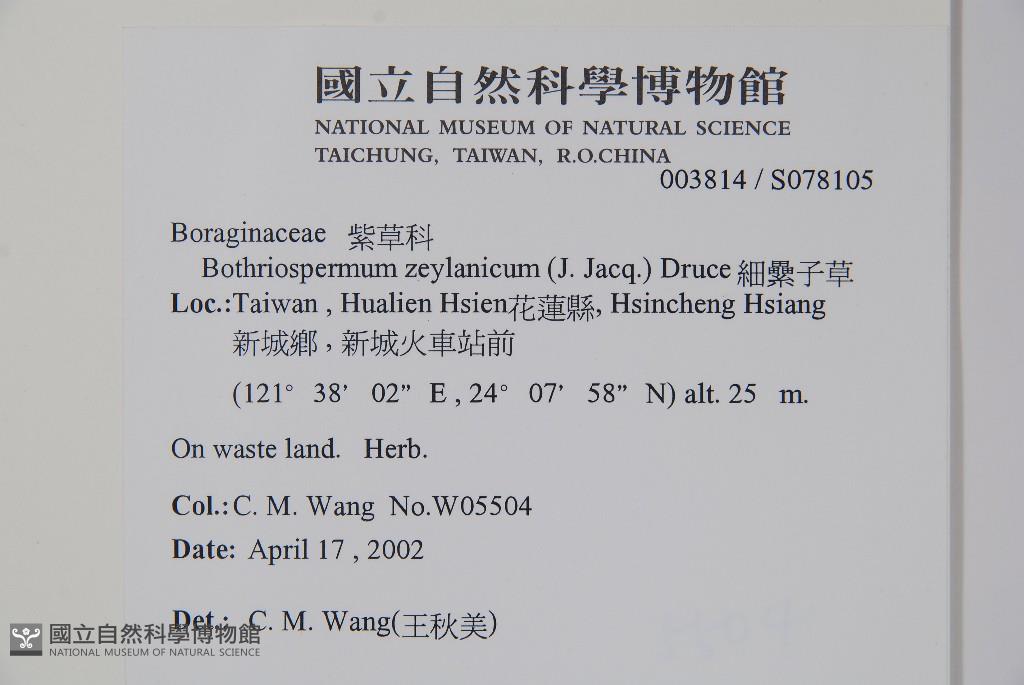 國立自然科學博物館
NATIONAL MUSEUM OF NATURAL SCIENCE
TAICHUNG, TAIWAN, R.O.CHINA
003814 / S078105
Boraginaceae 紫草科
Bothriospermum zeylanicum (J. Jacq.) Druce 細纍子草
Loc.:Taiwan , Hualien Hsien花蓮縣, Hsincheng Hsiang
新城鄉，新城火車站前
(121° 38’ 02” E , 24° 07’ 58” N) alt. 25 m.
On waste land. Herb.
Col.: C. M. Wang No.W05504
Date: April 17 , 2002
Det.: C. M. Wang(王秋美)
國立自然科學博物館
NATIONAL MUSEUM OF NATURAL SCIENCE